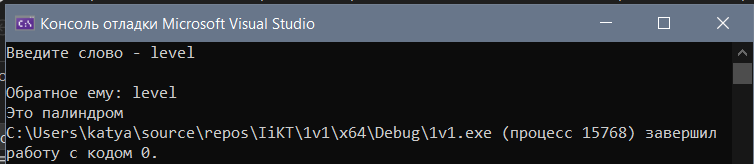 Консоль отладки Microsoft Visual Studio
Введите слово - level
Обратное ему: level
Это палиндром
C:\Users\katya\source\repos\IiKT\1v1\x64\Debug\1v1.exe (процесс 15768) завершил
работу с кодом 0.